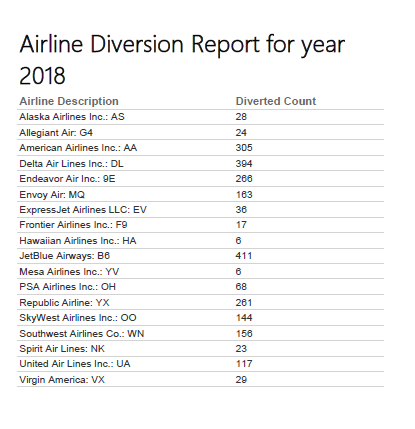 Airline Diversion Report for year
2018
Airline Description Diverted Count
Alaska Airlines Inc.: AS 28
Allegiant Air: G4 24
American Airlines Inc.: AA 305
Delta Air Lines Inc.: DL 394
Endeavor Air Inc.: 9E 266
Envoy Air: MQ 163
ExpressJet Airlines LLC: EV 36
Frontier Airlines Inc.: F9 17
Hawaiian Airlines Inc.: HA 6
JetBlue Airways: B6 411
Mesa Airlines Inc.: YV 6
PSA Airlines Inc.: OH 68
Republic Airline: YX 261
SkyWest Airlines Inc.: OO 144
Southwest Airlines Co.: WN 156
Spirit Air Lines: NK 23
United Air Lines Inc.: UA 117
Virgin America: VX 29